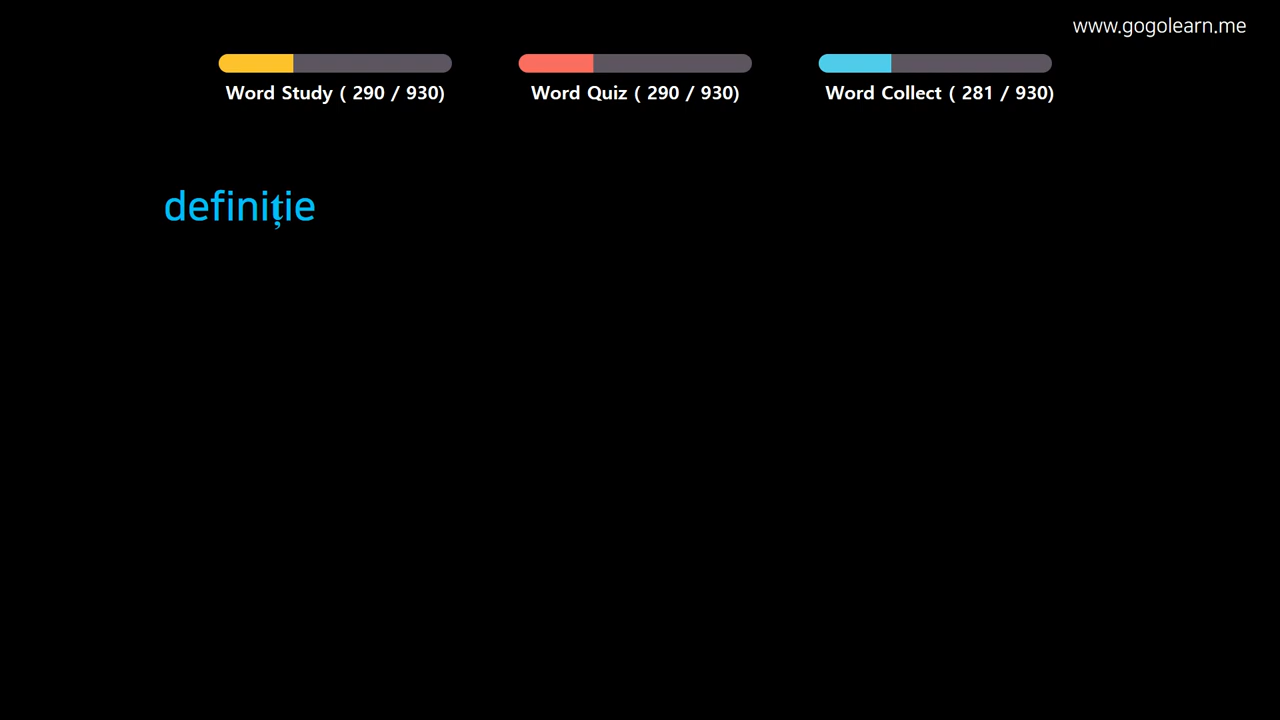 www.gogolearn.me
Word Study ( 290 / 930)
Word Quiz ( 290 / 930)
Word Collect ( 281 / 930)
definiție